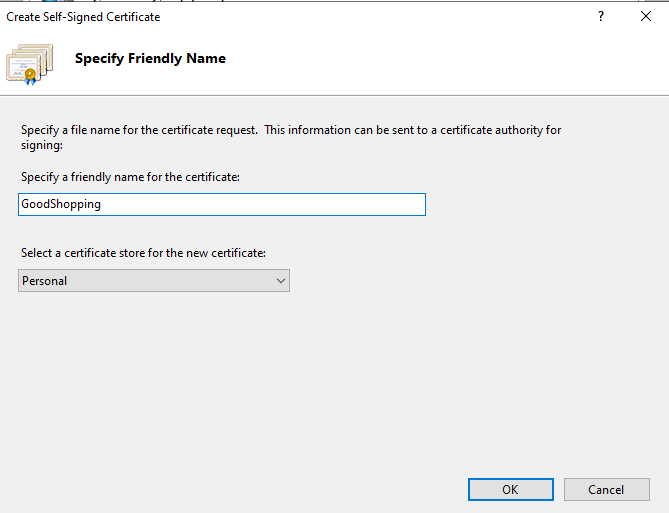 Create Self-Signed Certificate
?
Specify Friendly Name
Specify a file name for the certificate request.  This information can be sent to a certificate authority for
signing:
Specify a friendly name for the certificate:
GoodShopping
Select a certificate store for the new certificate:
Personal
OK
Cancel